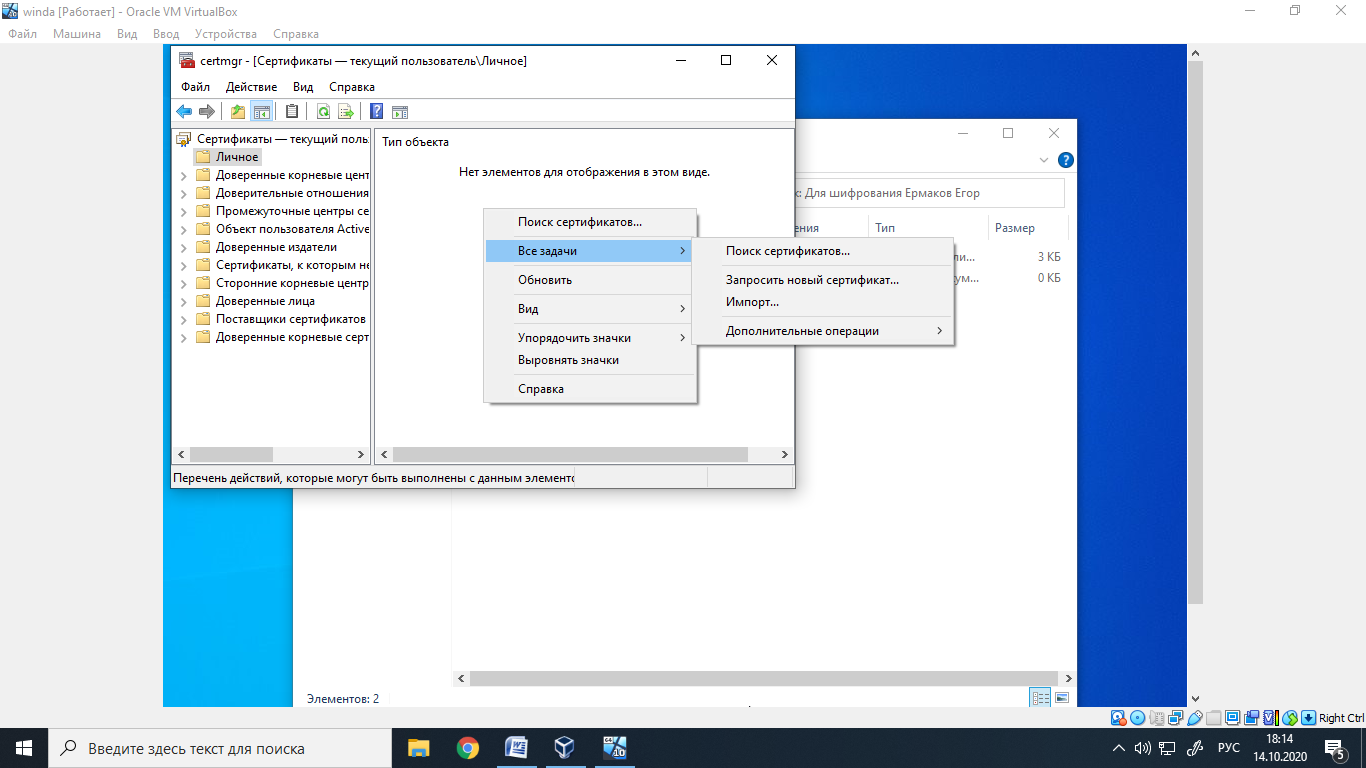 winda [Работает] - Oracle VM VirtualBox
Файл Машина Вид Ввод Устройства Справка
certmgr - [Сертификаты — текущий пользователь\Личное]
Файл Действие Вид Справка
Сертификаты — текущий поль
Личное
Доверенные корневые цент
Доверительные отношения
Промежуточные центры се
Объект пользователя Active
Доверенные издатели
Сертификаты, к которым не
Сторонние корневые центр
Доверенные лица
Поставщики сертификатов
Доверенные корневые серт
Тип объекта
Нет элементов для отображения в этом виде.
Поиск сертификатов...
Все задачи
Обновить
Вид
Упорядочить значки
Выровнять значки
Справка
Поиск сертификатов...
Запросить новый сертификат...
Импорт...
Дополнительные операции
Перечень действий, которые могут быть выполнены с данным элементо
к: Для шифрования Ермаков Егор
ения Тип Размер
ли... 3 КБ
ум... 0 КБ
Элементов: 2
Right Ctrl
Введите здесь текст для поиска
РУС
18:14
14.10.2020
5